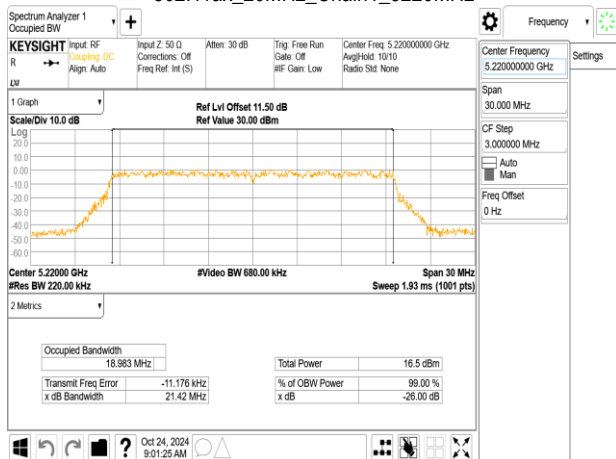 Spectrum Analyzer 1
Occupied BW
Frequency
KEYSIGHT
R
Input: RF
Coupling: DC
Align: Auto
Input Z: 50 Ω
Corrections: Off
Freq Ref: Int (S)
Atten: 30 dB
Trig: Free Run
Gate: Off
#IF Gain: Low
Center Freq: 5.220000000 GHz
Avg|Hold: 10/10
Radio Std: None
Center Frequency
5.220000000 GHz
Settings
Span
30.000 MHz
CF Step
3.000000 MHz
Auto
Man
Freq Offset
0 Hz
1 Graph
Scale/Div 10.0 dB
Ref Lvl Offset 11.50 dB
Ref Value 30.00 dBm
Log
20.0
10.0
0.00
-10.0
-20.0
-30.0
-40.0
-50.0
-60.0
Center 5.22000 GHz
#Video BW 680.00 kHz
Span 30 MHz
#Res BW 220.00 kHz
Sweep 1.93 ms (1001 pts)
2 Metrics
Occupied Bandwidth
18.983 MHz
Total Power
16.5 dBm
Transmit Freq Error
-11.176 kHz
% of OBW Power
99.00 %
x dB Bandwidth
21.42 MHz
x dB
-26.00 dB
Oct 24, 2024
9:01:25 AM